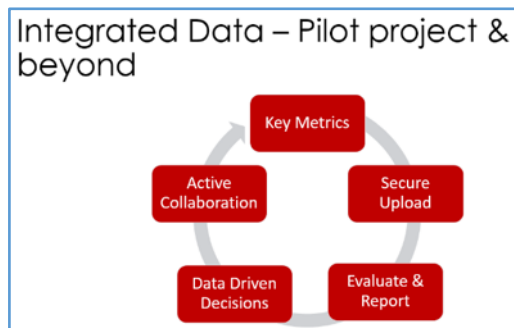 Integrated Data – Pilot project &
beyond
Key Metrics
Secure
Upload
Evaluate &
Report
Data Driven
Decisions
Active
Collaboration